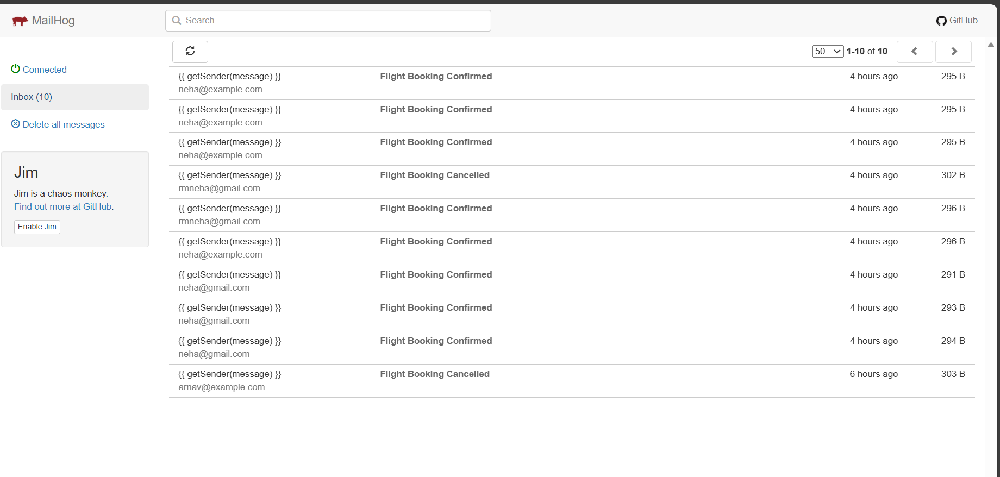 MailHog
Search
GitHub
Connected
Inbox (10)
Delete all messages
Jim
Jim is a chaos monkey.
Find out more at GitHub.
Enable Jim
50 1-10 of 10
{{ getSender(message) }} Flight Booking Confirmed 4 hours ago 295 B
neha@example.com
{{ getSender(message) }} Flight Booking Confirmed 4 hours ago 295 B
neha@example.com
{{ getSender(message) }} Flight Booking Confirmed 4 hours ago 295 B
neha@example.com
{{ getSender(message) }} Flight Booking Cancelled 4 hours ago 302 B
rmneha@gmail.com
{{ getSender(message) }} Flight Booking Confirmed 4 hours ago 296 B
rmneha@gmail.com
{{ getSender(message) }} Flight Booking Confirmed 4 hours ago 296 B
neha@example.com
{{ getSender(message) }} Flight Booking Confirmed 4 hours ago 291 B
neha@gmail.com
{{ getSender(message) }} Flight Booking Confirmed 4 hours ago 293 B
neha@gmail.com
{{ getSender(message) }} Flight Booking Confirmed 4 hours ago 294 B
neha@gmail.com
{{ getSender(message) }} Flight Booking Cancelled 6 hours ago 303 B
arnav@example.com